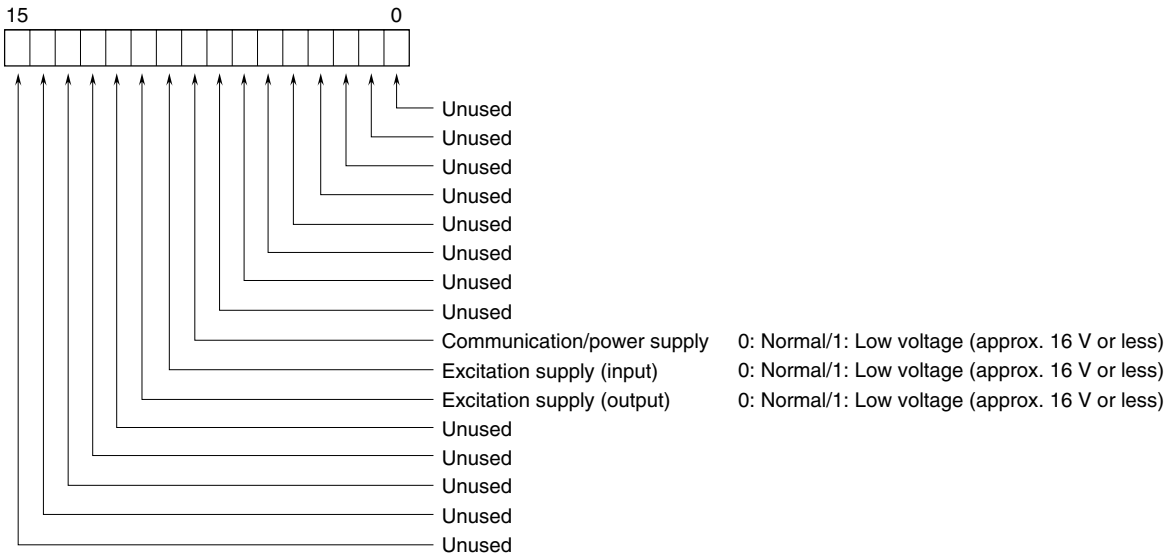 15 0
Unused
Unused
Unused
Unused
Unused
Unused
Unused
Unused
Communication/power supply 0: Normal/1: Low voltage (approx. 16 V or less)
Excitation supply (input) 0: Normal/1: Low voltage (approx. 16 V or less)
Excitation supply (output) 0: Normal/1: Low voltage (approx. 16 V or less)
Unused
Unused
Unused
Unused
Unused